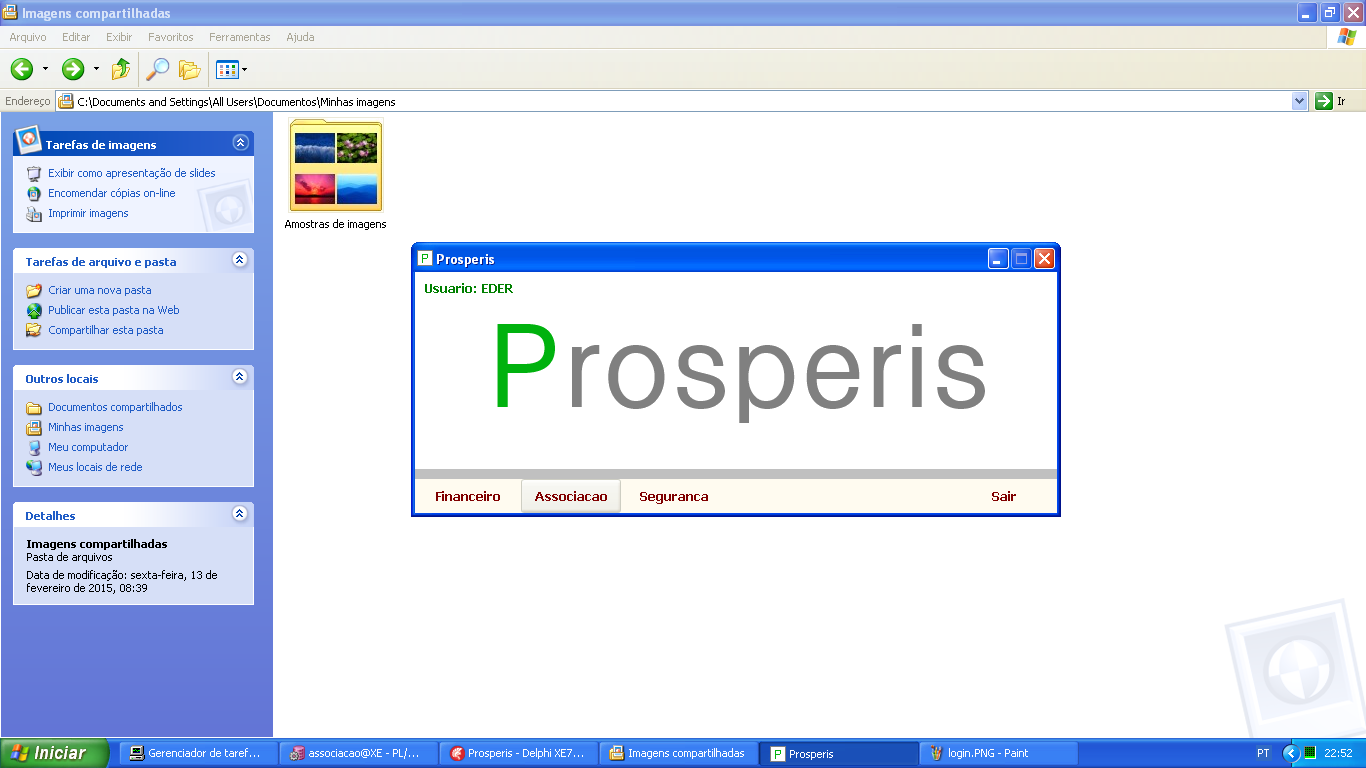 Imagens compartilhadas
Arquivo Editar Exibir Favoritos Ferramentas Ajuda
Endereço C:\Documents and Settings\All Users\Documentos\Minhas imagens Ir
Tarefas de imagens
Exibir como apresentação de slides
Encomendar cópias on-line
Imprimir imagens
Tarefas de arquivo e pasta
Criar uma nova pasta
Publicar esta pasta na Web
Compartilhar esta pasta
Outros locais
Documentos compartilhados
Minhas imagens
Meu computador
Meus locais de rede
Detalhes
Imagens compartilhadas
Pasta de arquivos
Data de modificação: sexta-feira, 13 de
fevereiro de 2015, 08:39
Amostras de imagens
P Prosperis
Usuario: EDER
Prosperis
Financeiro Associacao Seguranca Sair
Iniciar Gerenciador de taref... associacao@XE - PL/... Prosperis - Delphi XE7... Imagens compartilhadas P Prosperis login.PNG - Paint PT 22:52